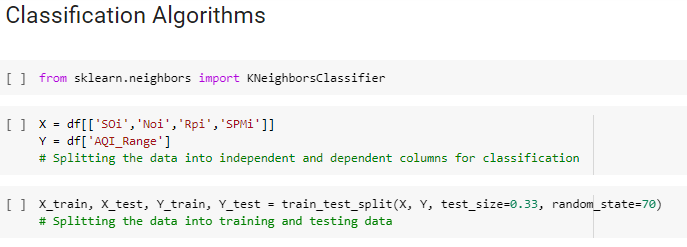 Classification Algorithms
[ ] from sklearn.neighbors import KNeighborsClassifier
[ ] X = df[['SOi','Noi','Rpi','SPMi']]
Y = df['AQI_Range']
# Splitting the data into independent and dependent columns for classification
[ ] X_train, X_test, Y_train, Y_test = train_test_split(X, Y, test_size=0.33, random_state=70)
# Splitting the data into training and testing data